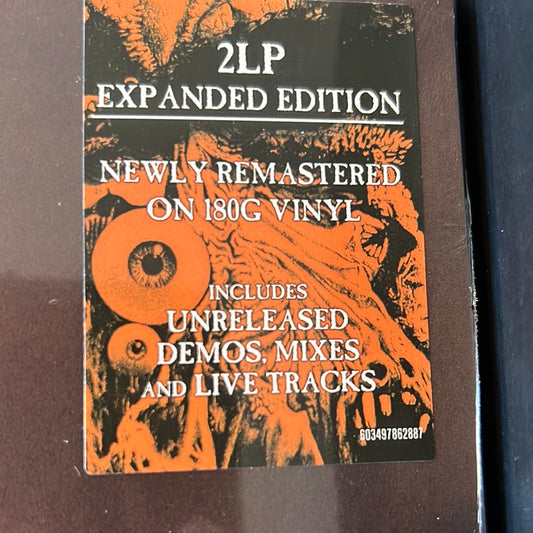 2LP
EXPANDED EDITION
NEWLY REMASTERED
ON 180G VINYL
INCLUDES
UNRELEASED
DEMOS, MIXES
AND LIVE TRACKS
603497862887